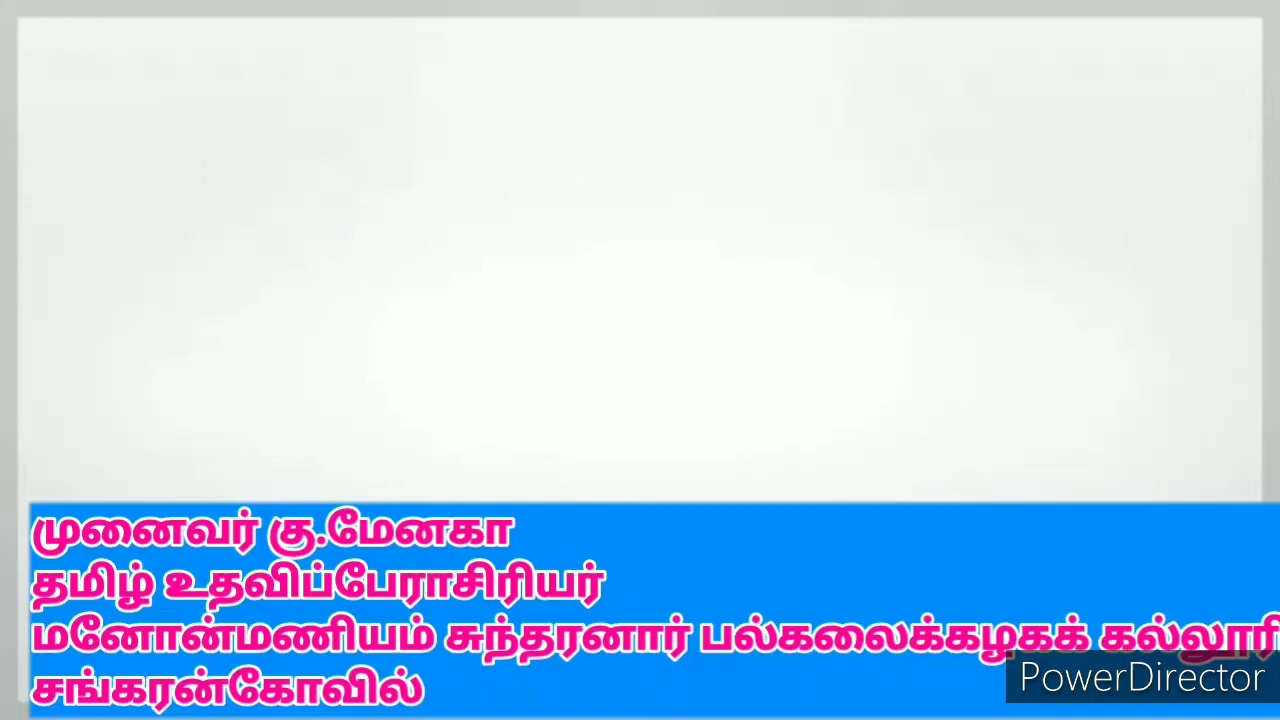 முனைவர் கு.மேனகா
தமிழ் உதவிப்பேராசிரியர்
மனோன்மணியம் சுந்தரனார் பல்கலைக்கழகக் கல்லூரி
சங்கரன்கோவில்
PowerDirector